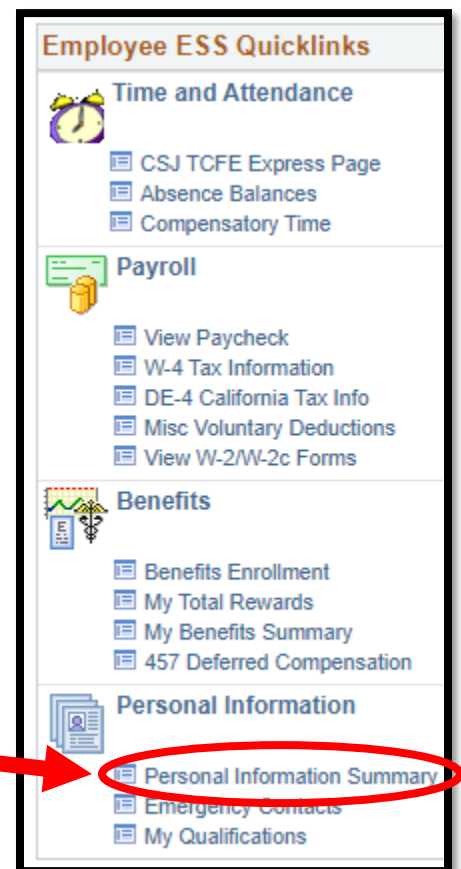 Employee ESS Quicklinks
Time and Attendance
CSJ TCFE Express Page
Absence Balances
Compensatory Time
Payroll
View Paycheck
W-4 Tax Information
DE-4 California Tax Info
Misc Voluntary Deductions
View W-2/W-2c Forms
Benefits
Benefits Enrollment
My Total Rewards
My Benefits Summary
457 Deferred Compensation
Personal Information
Personal Information Summary
Emergency Contacts
My Qualifications